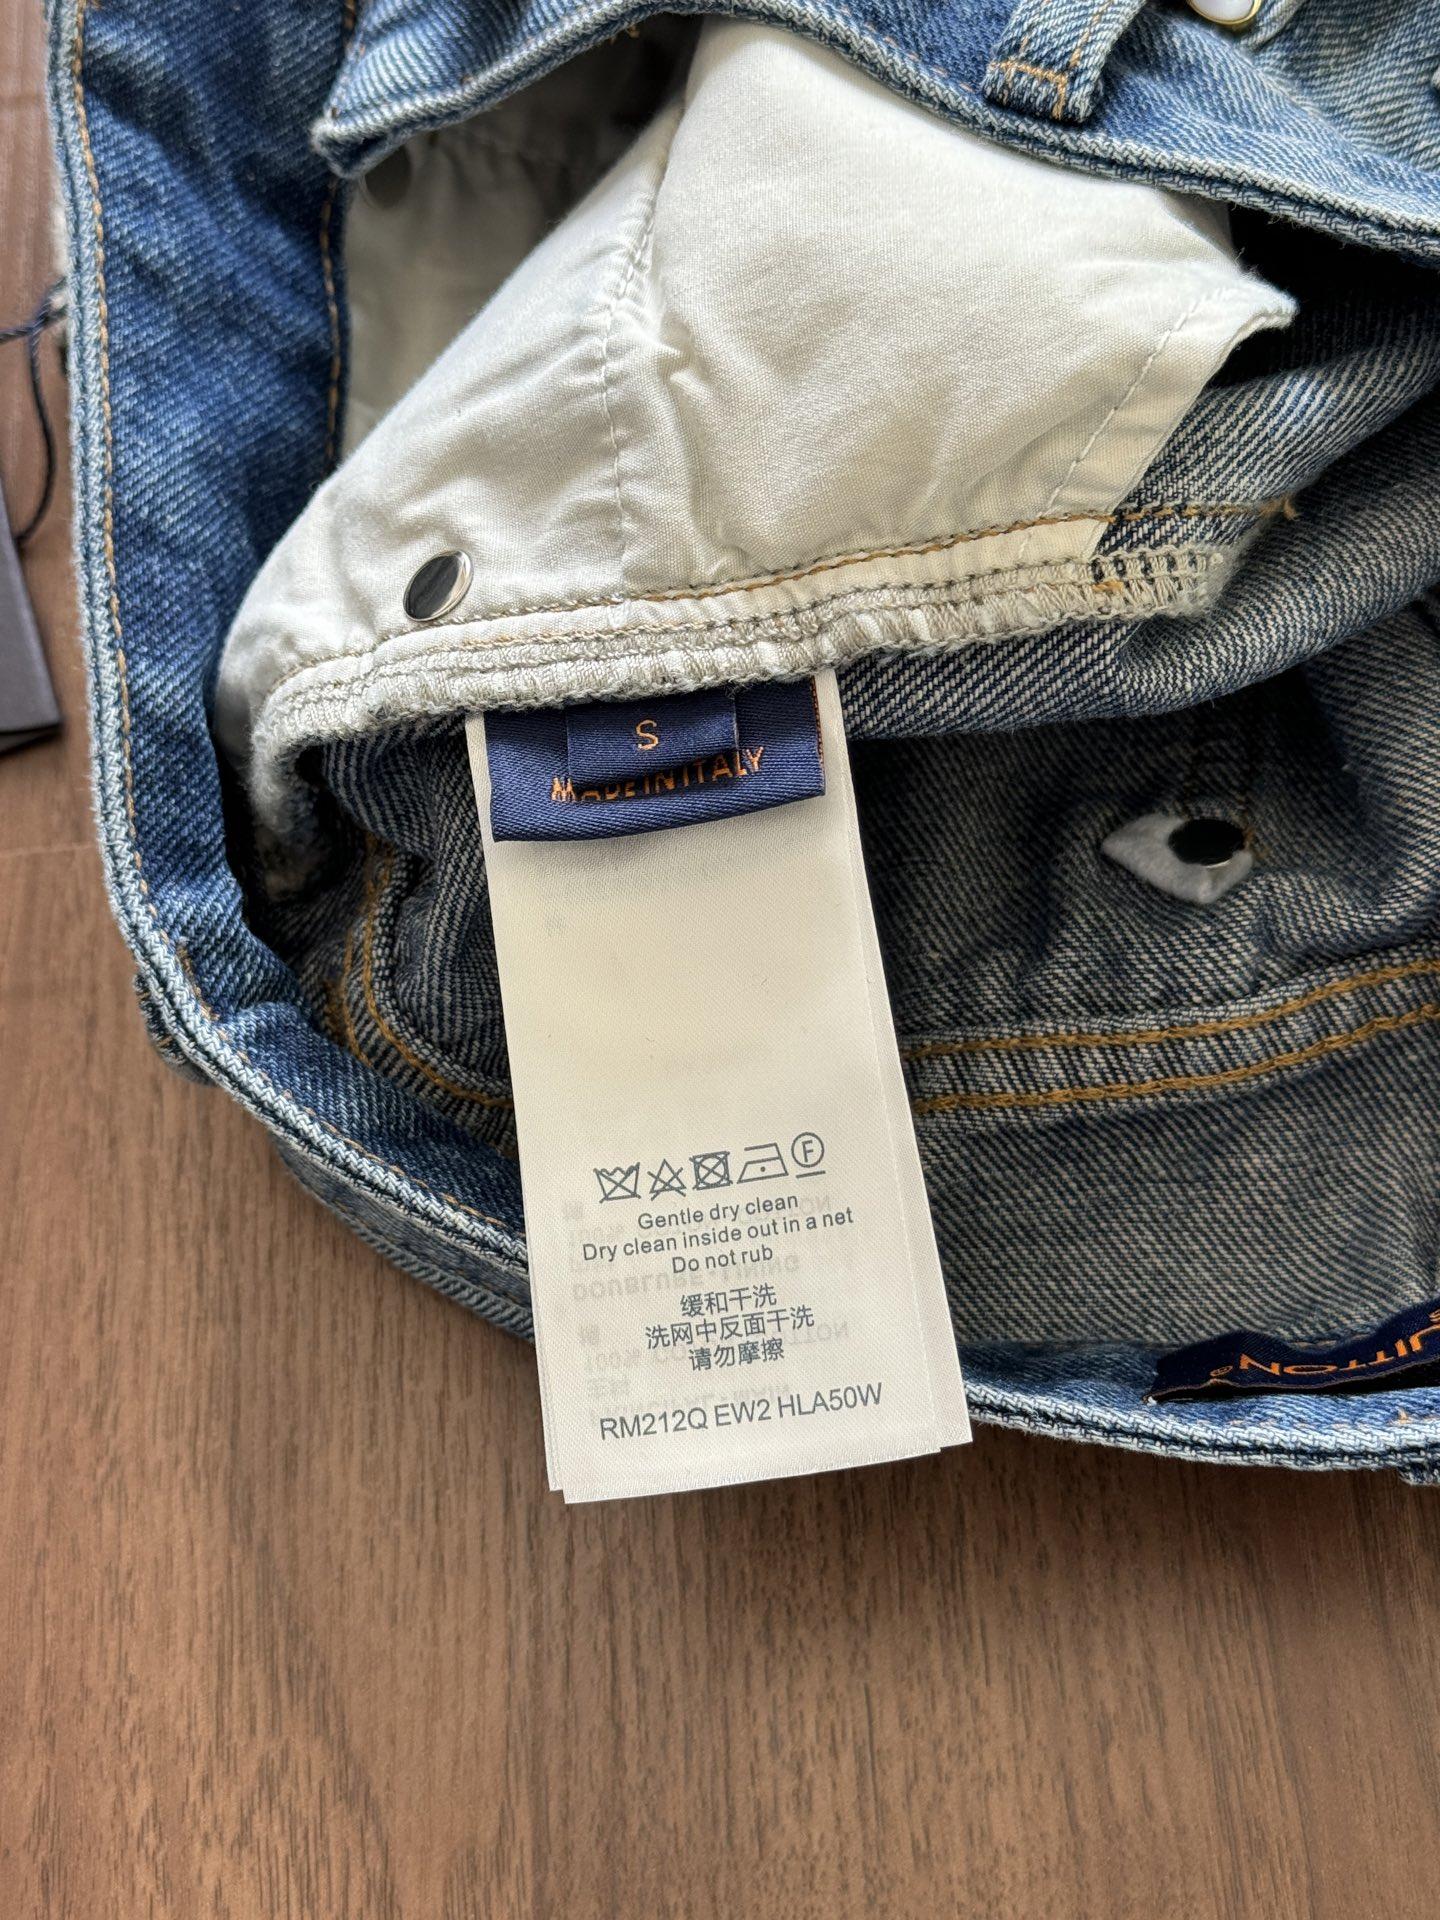 S
MADE IN ITALY
F
Gentle dry clean
Dry clean inside out in a net
Do not rub
缓和干洗
洗网中反面干洗
请勿摩擦
RM212Q EW2 HLA50W
UITTON